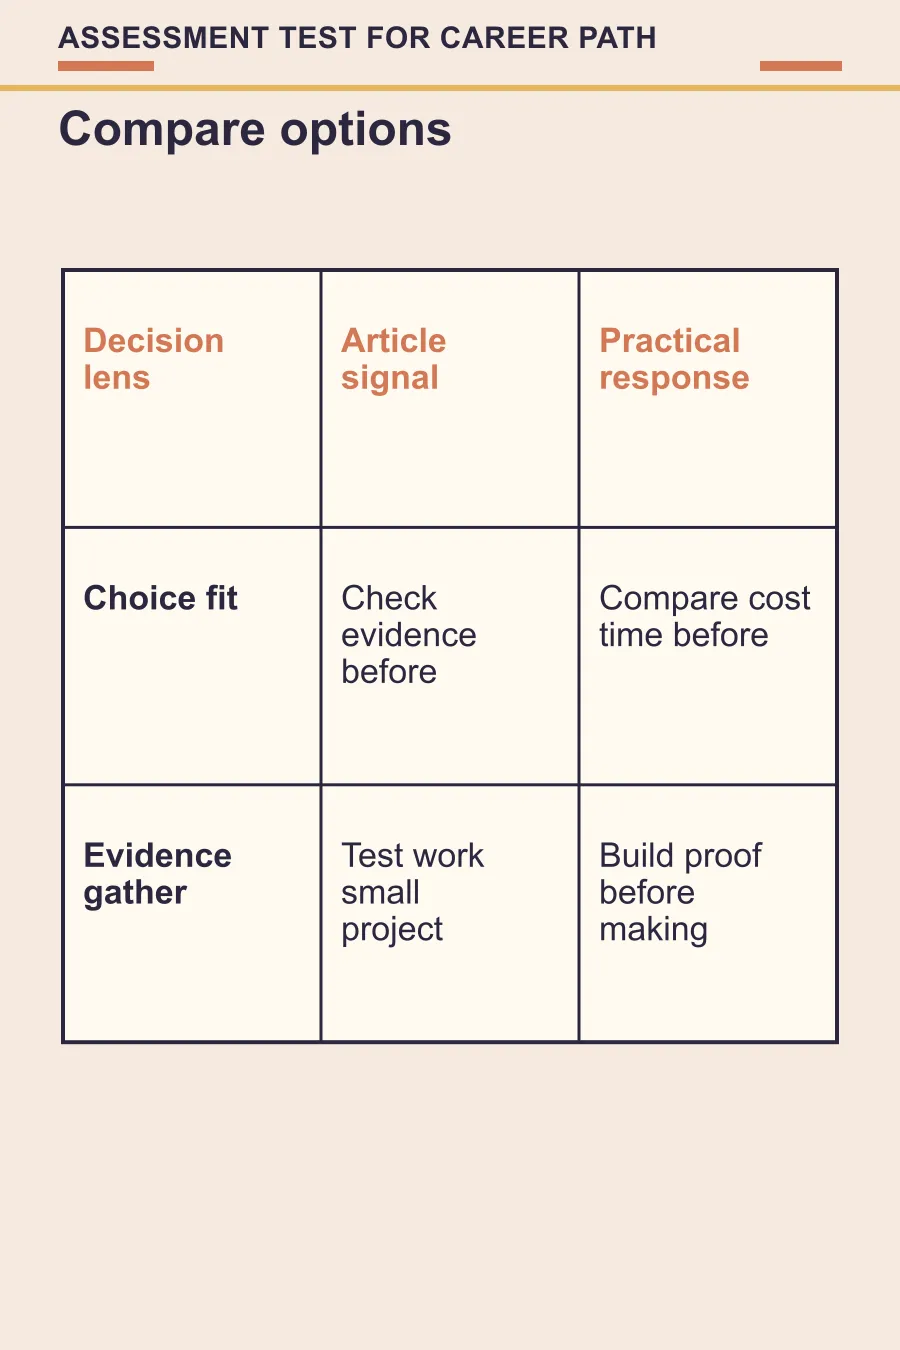 ASSESSMENT TEST FOR CAREER PATH
Compare options
Decision
lens
Article
signal
Practical
response
Choice fit
Check
evidence
before
Compare cost
time before
Evidence
gather
Test work
small
project
Build proof
before
making